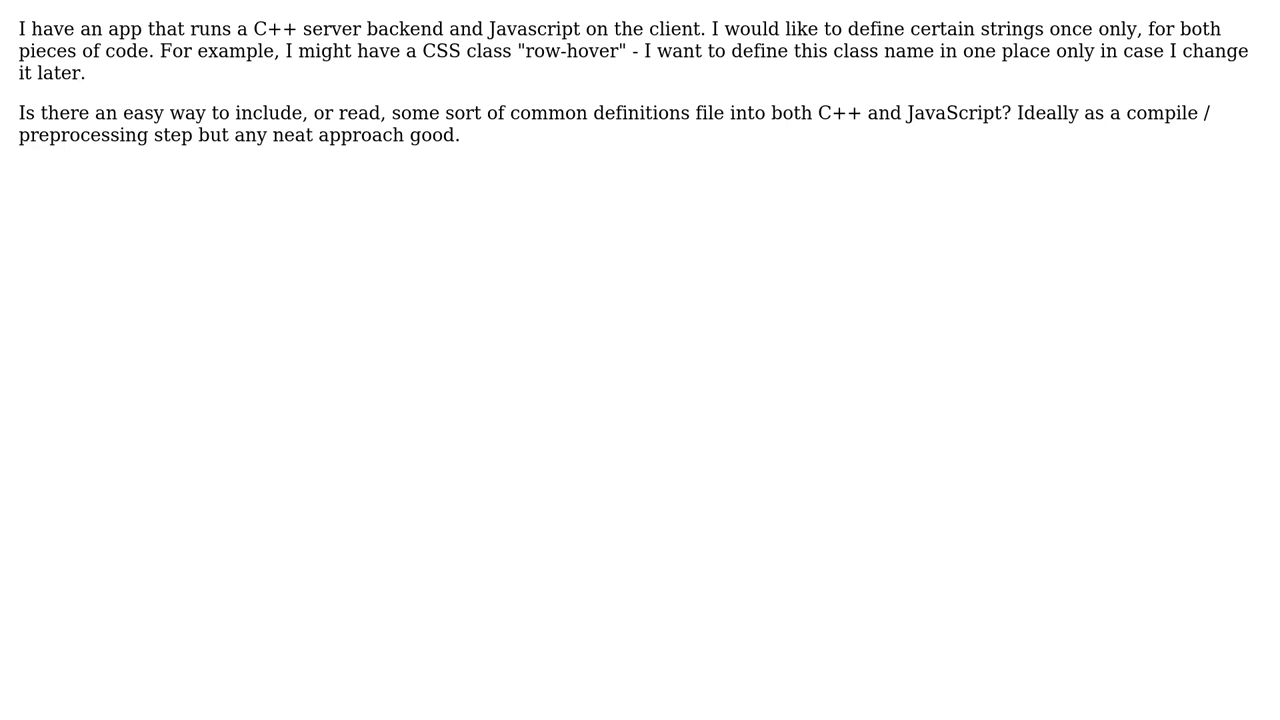 I have an app that runs a C++ server backend and Javascript on the client. I would like to define certain strings once only, for both
pieces of code. For example, I might have a CSS class "row-hover" - I want to define this class name in one place only in case I change
it later.
Is there an easy way to include, or read, some sort of common definitions file into both C++ and JavaScript? Ideally as a compile /
preprocessing step but any neat approach good.